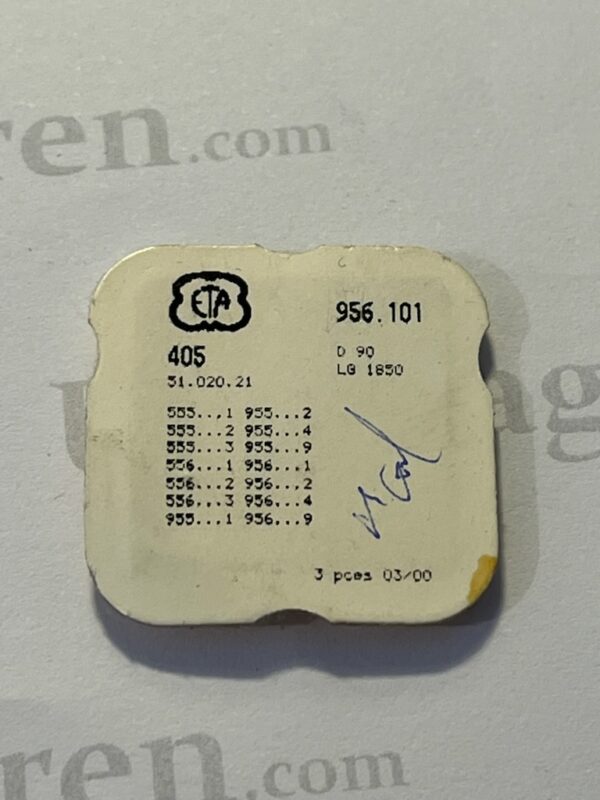 ren.com
ETA
956.101
405
D 90
51.020.21
LG 1850
555...1 955...2
555...2 955...4
555...3 955...9
556...1 956...1
556...2 956...2
556...3 956...4
955...1 956...9
3 pces 03/00
ag
ren.com